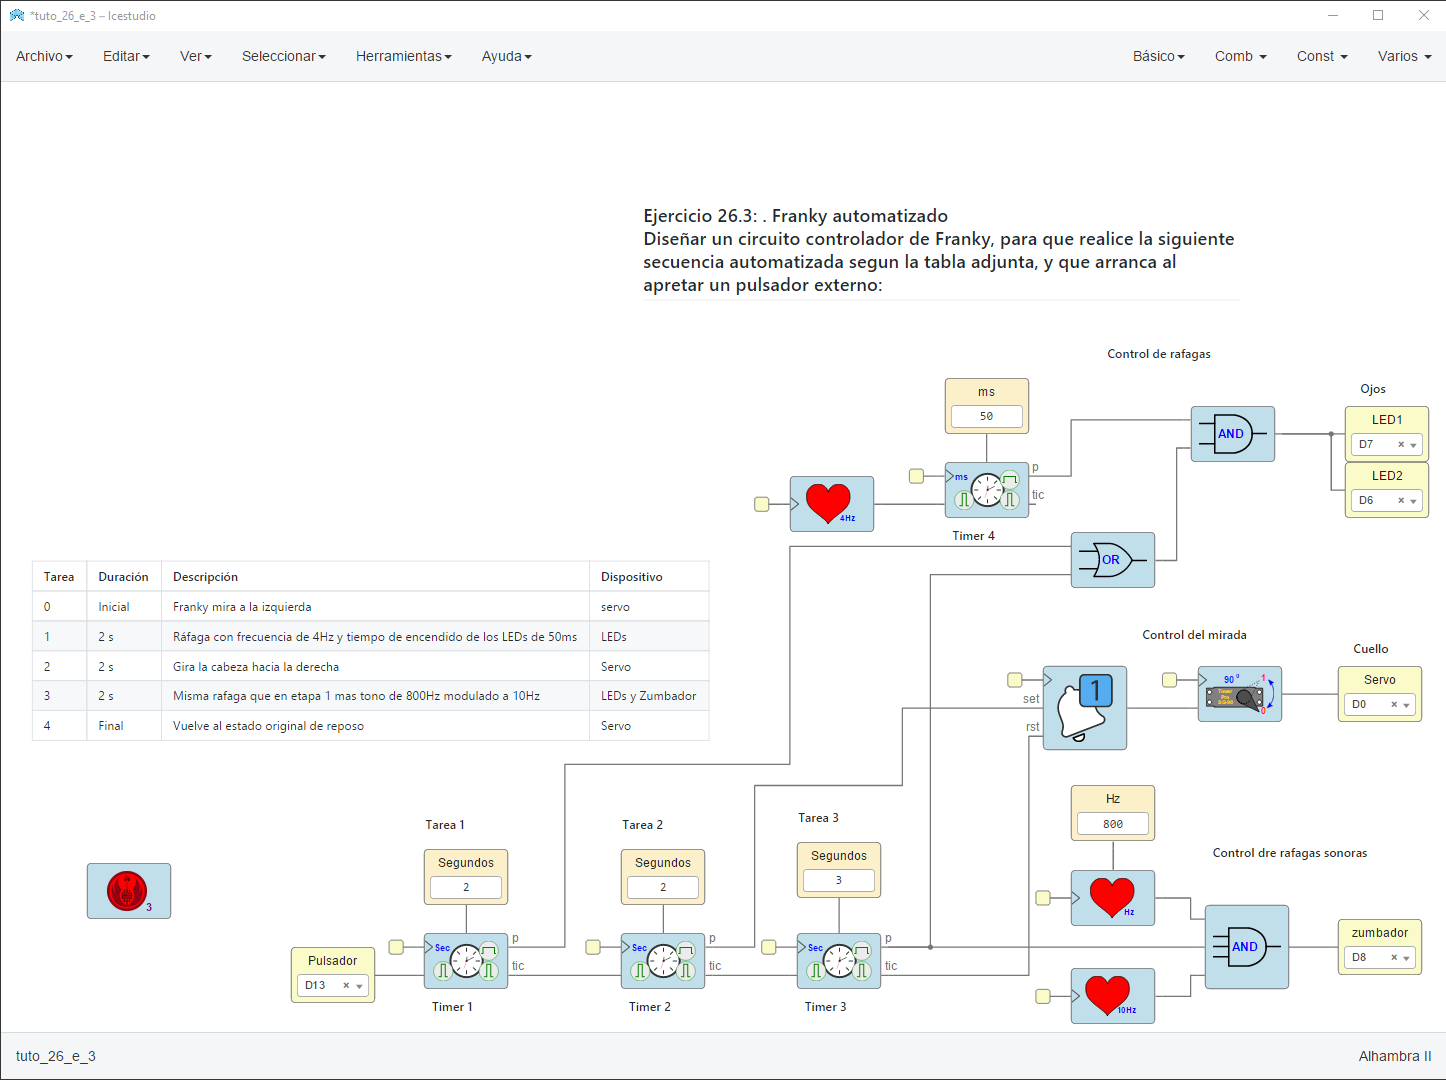 *tuto_26_e_3 – Icestudio
Archivo Editar Ver Seleccionar Herramientas Ayuda Básico Comb Const Varios
Ejercicio 26.3: . Franky automatizado
Diseñar un circuito controlador de Franky, para que realice la siguiente
secuencia automatizada segun la tabla adjunta, y que arranca al
apretar un pulsador externo:
Control de rafagas
ms
50
Ojos
LED1
D7
LED2
D6
AND
ms
p
tic
4Hz
Timer 4
OR
Tarea Duración Descripción Dispositivo
0 Inicial Franky mira a la izquierda servo
1 2 s Ráfaga con frecuencia de 4Hz y tiempo de encendido de los LEDs de 50ms LEDs
2 2 s Gira la cabeza hacia la derecha Servo
3 2 s Misma rafaga que en etapa 1 mas tono de 800Hz modulado a 10Hz LEDs y Zumbador
4 Final Vuelve al estado original de reposo Servo
Control del mirada
Cuello
set
rst
1
90 º
1
0
Servo
D0
Tarea 1
Segundos
2
Tarea 2
Segundos
2
Tarea 3
Segundos
3
Hz
800
Control dre rafagas sonoras
3
Pulsador
D13
Sec
p
tic
Timer 1
Sec
p
tic
Timer 2
Sec
p
tic
Timer 3
Hz
AND
10Hz
zumbador
D8
tuto_26_e_3 Alhambra II